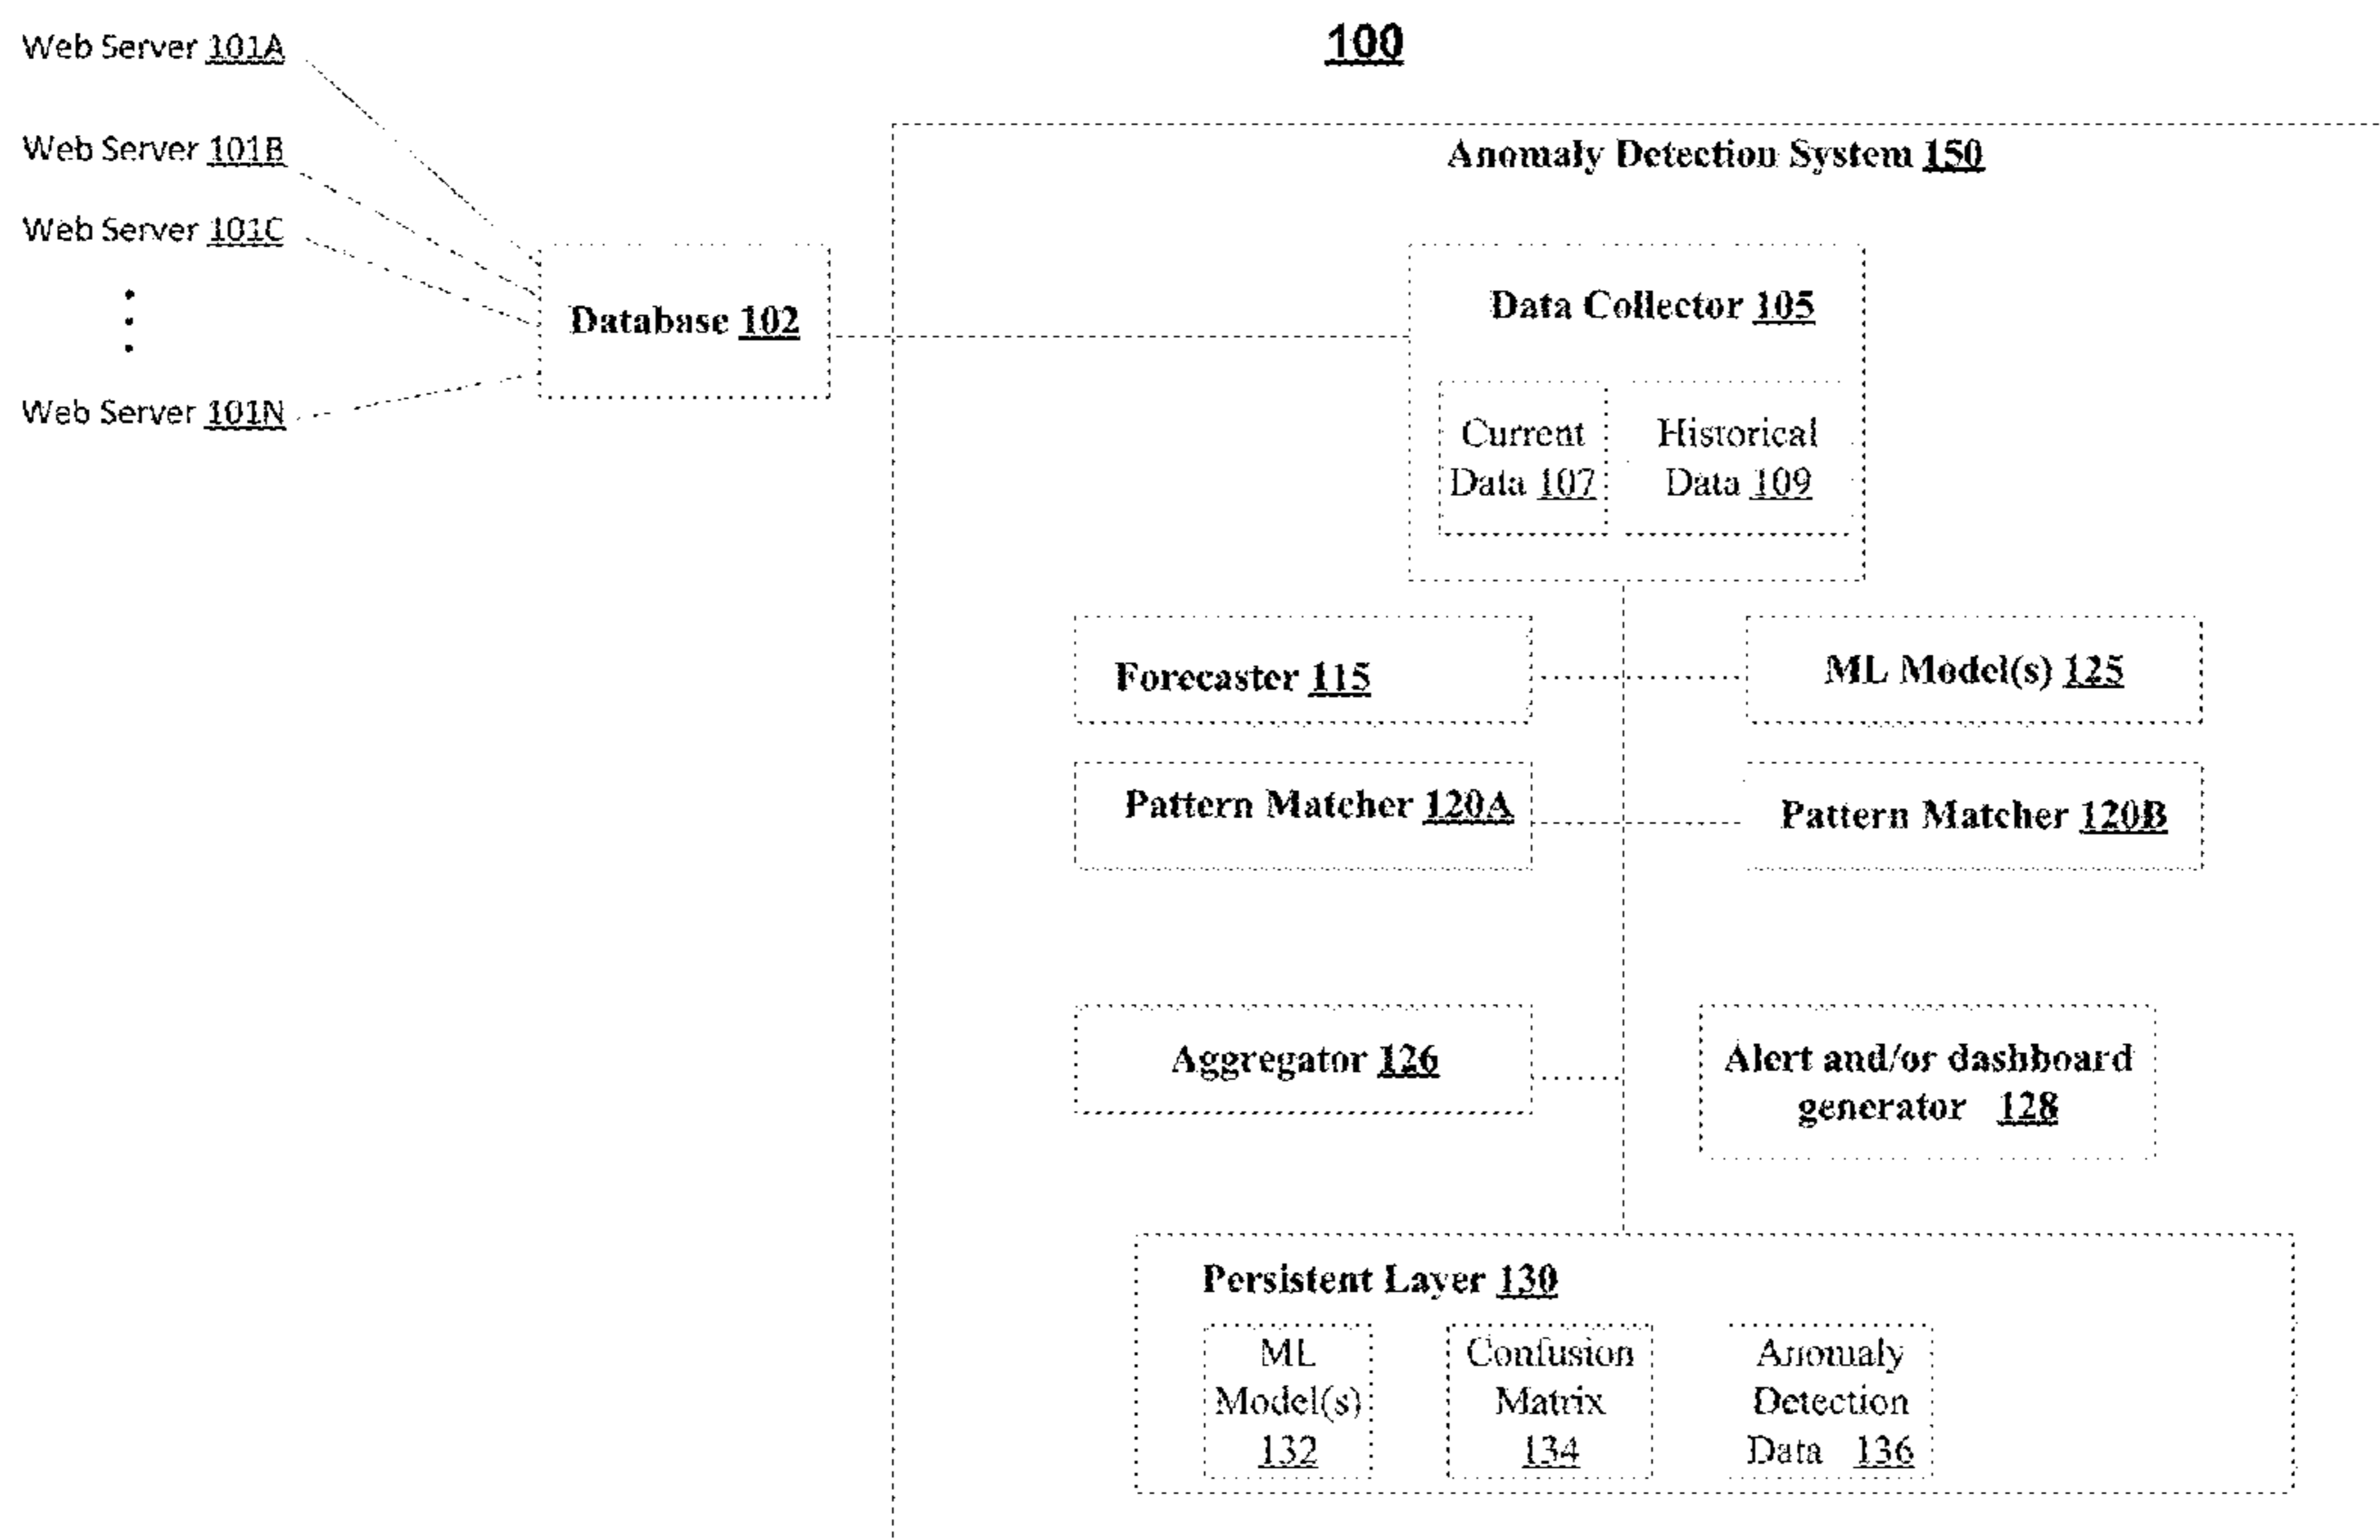 100
Web Server 101A
Web Server 101B
Web Server 101C
Web Server 101N
Database 102
Anomaly Detection System 150
Data Collector 105
Current
Data 107
Historical
Data 109
Forecaster 115
ML Model(s) 125
Pattern Matcher 120A
Pattern Matcher 120B
Aggregator 126
Alert and/or dashboard
generator 128
Persistent Layer 130
ML
Model(s)
132
Confusion
Matrix
134
Anomaly
Detection
Data 136